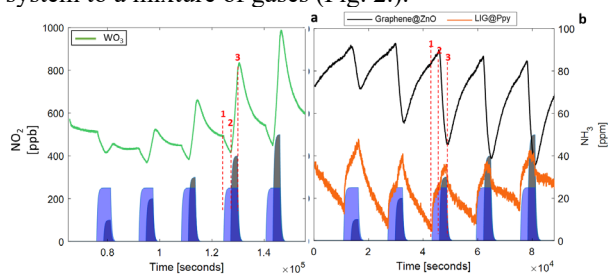 system to a mixture of gases (Fig. 2.).
WO3
3
1
2
NO2
[ppb]
1000
800
600
400
200
0
0.8
1
1.2
1.4
Time [seconds]
×10^5
a
Graphene@ZnO
LIG@Ppy
b
1
2
3
100
80
60
40
20
0
NH3
[ppm]
0
2
4
6
8
Time [seconds]
×10^4